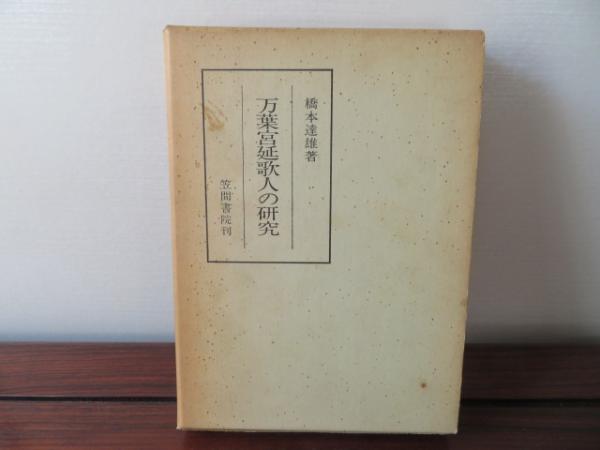 橋本達雄著
万葉宮廷歌人の研究
笠間書院刊